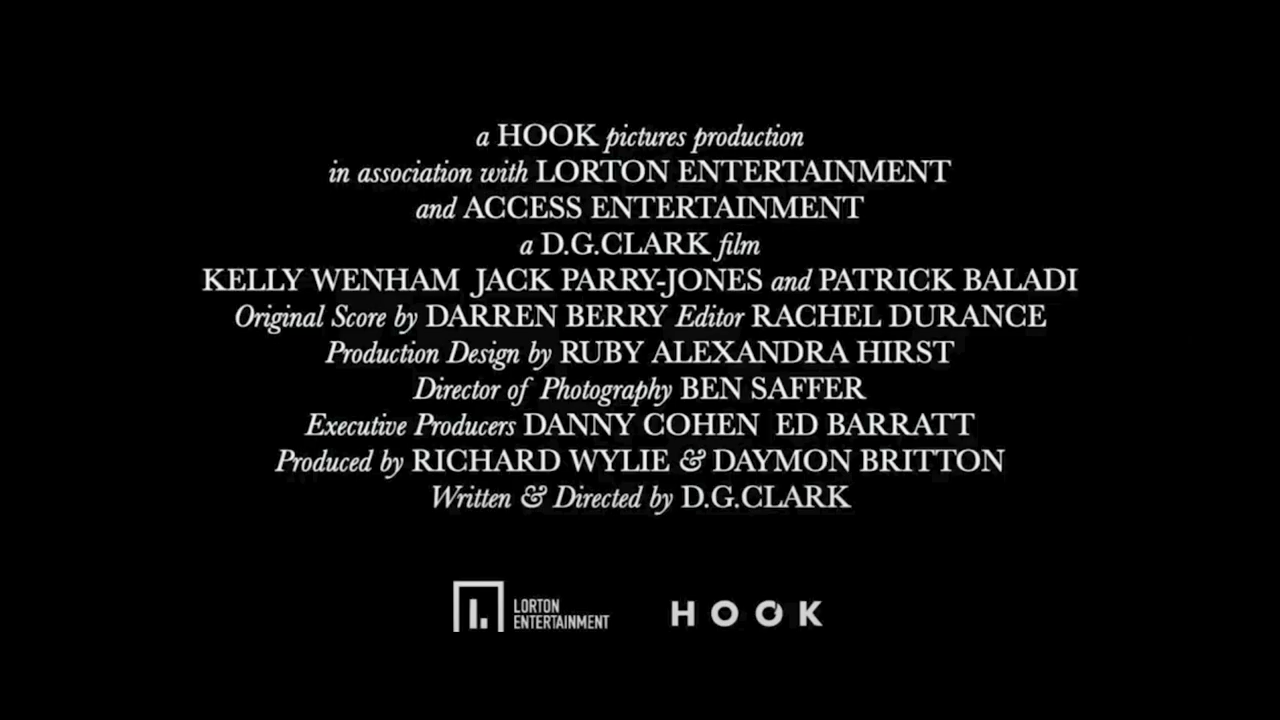 a HOOK pictures production
in association with LORTON ENTERTAINMENT
and ACCESS ENTERTAINMENT
a D.G.CLARK film
KELLY WENHAM JACK PARRY-JONES and PATRICK BALADI
Original Score by DARREN BERRY Editor RACHEL DURANCE
Production Design by RUBY ALEXANDRA HIRST
Director of Photography BEN SAFFER
Executive Producers DANNY COHEN ED BARRATT
Produced by RICHARD WYLIE & DAYMON BRITTON
Written & Directed by D.G.CLARK
LORTON
ENTERTAINMENT
HOOK